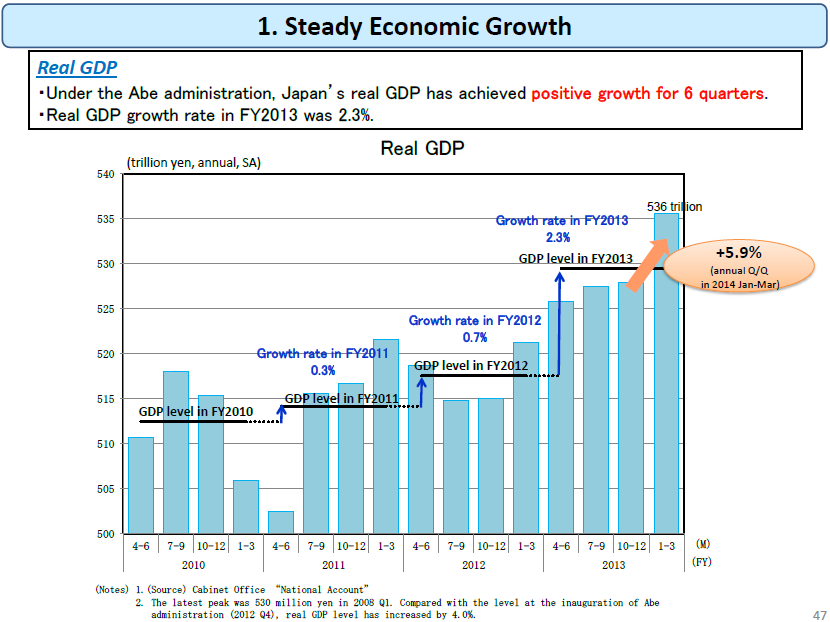 1. Steady Economic Growth
Real GDP
・Under the Abe administration, Japan's real GDP has achieved positive growth for 6 quarters.
・Real GDP growth rate in FY2013 was 2.3%.
Real GDP
(trillion yen, annual, SA)
540
535
530
525
520
515
510
505
500
536 trillion
Growth rate in FY2013
2.3%
GDP level in FY2013
+5.9%
(annual Q/Q
in 2014 Jan-Mar)
Growth rate in FY2012
0.7%
GDP level in FY2012
Growth rate in FY2011
0.3%
GDP level in FY2011
GDP level in FY2010
4-6 7-9 10-12 1-3 4-6 7-9 10-12 1-3 4-6 7-9 10-12 1-3 4-6 7-9 10-12 1-3 (M)
2010 2011 2012 2013 (FY)
(Notes) 1.(Source) Cabinet Office “National Account”
2. The latest peak was 530 million yen in 2008 Q1. Compared with the level at the inauguration of Abe
administration (2012 Q4), real GDP level has increased by 4.0%.
47